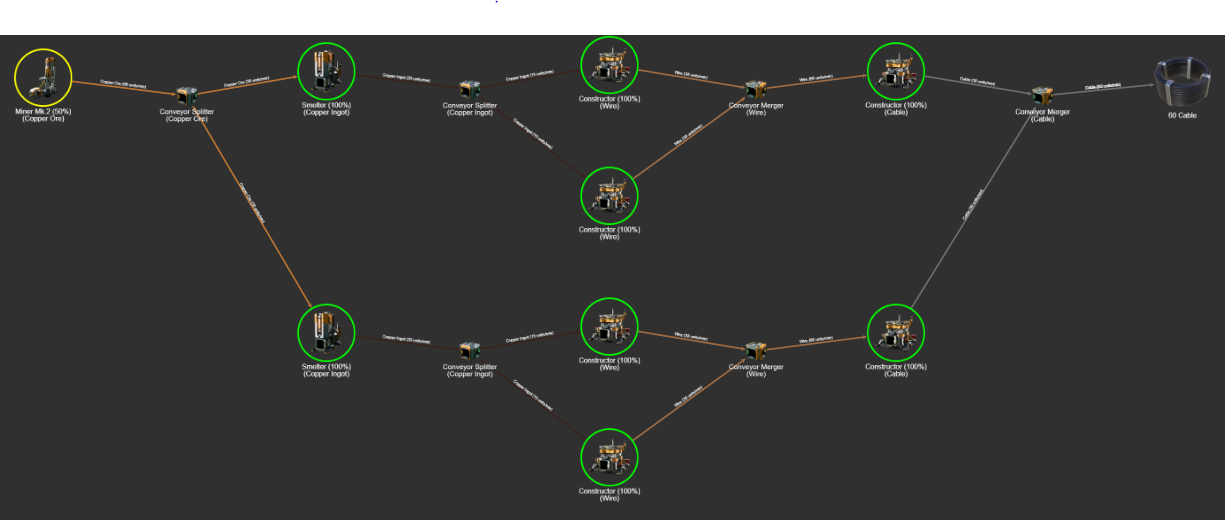 Copper Ore (60 units/min)
Copper Ore (30 units/min)
Copper Ingot (30 units/min)
Copper Ingot (15 units/min)
Wire (30 units/min)
Wire (60 units/min)
Cable (30 units/min)
Cable (60 units/min)
Miner Mk.2 (50%)
(Copper Ore)
Conveyor Splitter
(Copper Ore)
Smelter (100%)
(Copper Ingot)
Conveyor Splitter
(Copper Ingot)
Constructor (100%)
(Wire)
Conveyor Merger
(Wire)
Constructor (100%)
(Cable)
Conveyor Merger
(Cable)
60 Cable
Copper Ingot (15 units/min)
Wire (30 units/min)
Copper Ore (30 units/min)
Cable (30 units/min)
Constructor (100%)
(Wire)
Copper Ingot (30 units/min)
Copper Ingot (15 units/min)
Wire (30 units/min)
Wire (60 units/min)
Smelter (100%)
(Copper Ingot)
Conveyor Splitter
(Copper Ingot)
Constructor (100%)
(Wire)
Conveyor Merger
(Wire)
Constructor (100%)
(Cable)
Copper Ingot (15 units/min)
Wire (30 units/min)
Constructor (100%)
(Wire)